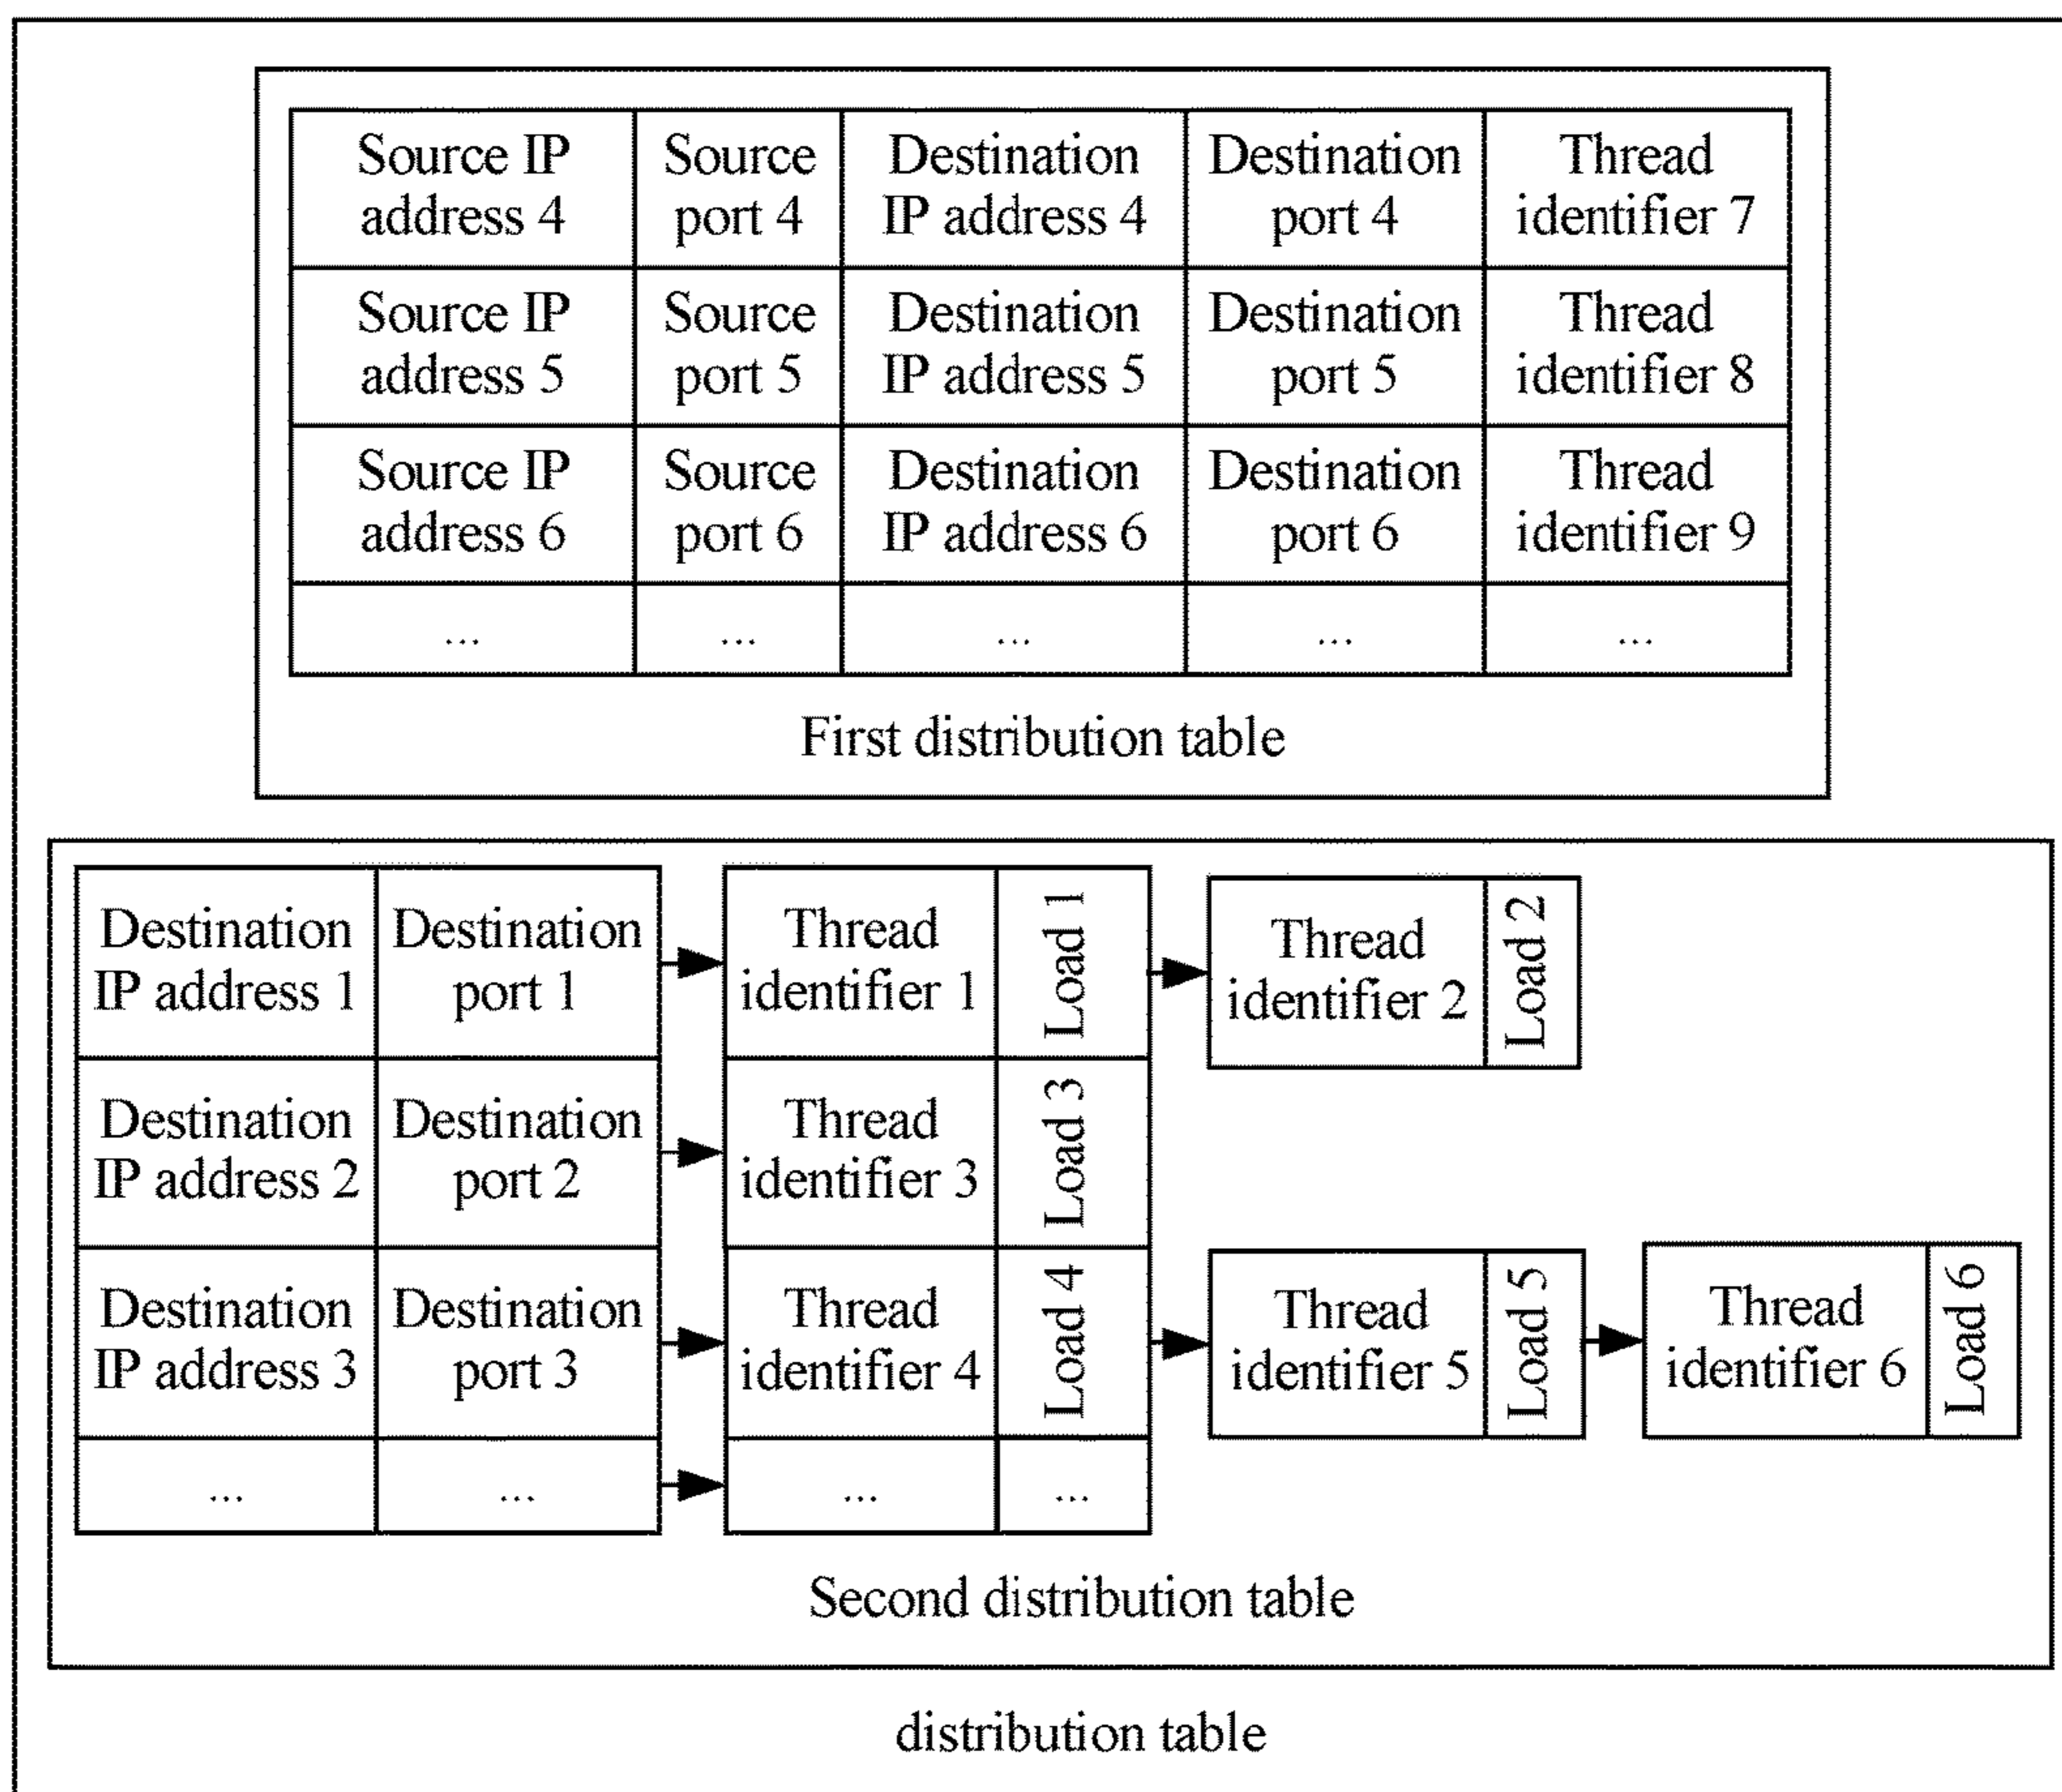 Source IP
address 4
Source
port 4
Destination
IP address 4
Destination
port 4
Thread
identifier 7
Source IP
address 5
Source
port 5
Destination
IP address 5
Destination
port 5
Thread
identifier 8
Source IP
address 6
Source
port 6
Destination
IP address 6
Destination
port 6
Thread
identifier 9
...
...
...
...
...
First distribution table
Destination
IP address 1
Destination
port 1
Thread
identifier 1
Load 1
Thread
identifier 2
Load 2
Destination
IP address 2
Destination
port 2
Thread
identifier 3
Load 3
Destination
IP address 3
Destination
port 3
Thread
identifier 4
Load 4
Thread
identifier 5
Load 5
Thread
identifier 6
Load 6
...
...
...
...
Second distribution table
distribution table